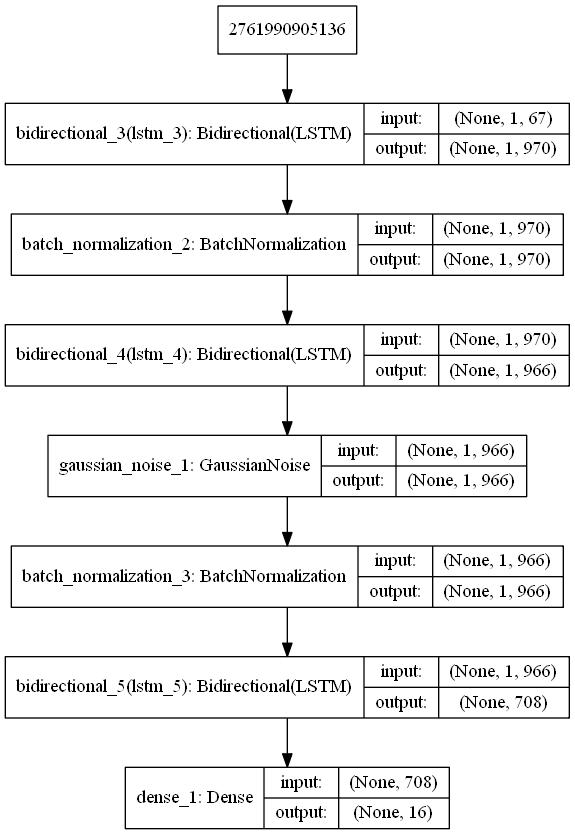 2761990905136
bidirectional_3(lstm_3): Bidirectional(LSTM)
input: (None, 1, 67)
output: (None, 1, 970)
batch_normalization_2: BatchNormalization
input: (None, 1, 970)
output: (None, 1, 970)
bidirectional_4(lstm_4): Bidirectional(LSTM)
input: (None, 1, 970)
output: (None, 1, 966)
gaussian_noise_1: GaussianNoise
input: (None, 1, 966)
output: (None, 1, 966)
batch_normalization_3: BatchNormalization
input: (None, 1, 966)
output: (None, 1, 966)
bidirectional_5(lstm_5): Bidirectional(LSTM)
input: (None, 1, 966)
output: (None, 708)
dense_1: Dense
input: (None, 708)
output: (None, 16)